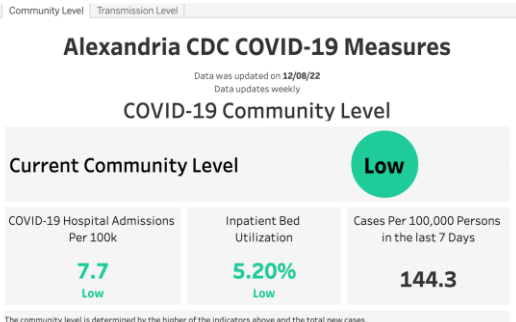 Community Level Transmission Level
Alexandria CDC COVID-19 Measures
Data was updated on 12/08/22
Data updates weekly
COVID-19 Community Level
Current Community Level Low
COVID-19 Hospital Admissions
Per 100k
7.7
Low
Inpatient Bed
Utilization
5.20%
Low
Cases Per 100,000 Persons
in the last 7 Days
144.3
The community level is determined by the higher of the indicators above and the total new cases.